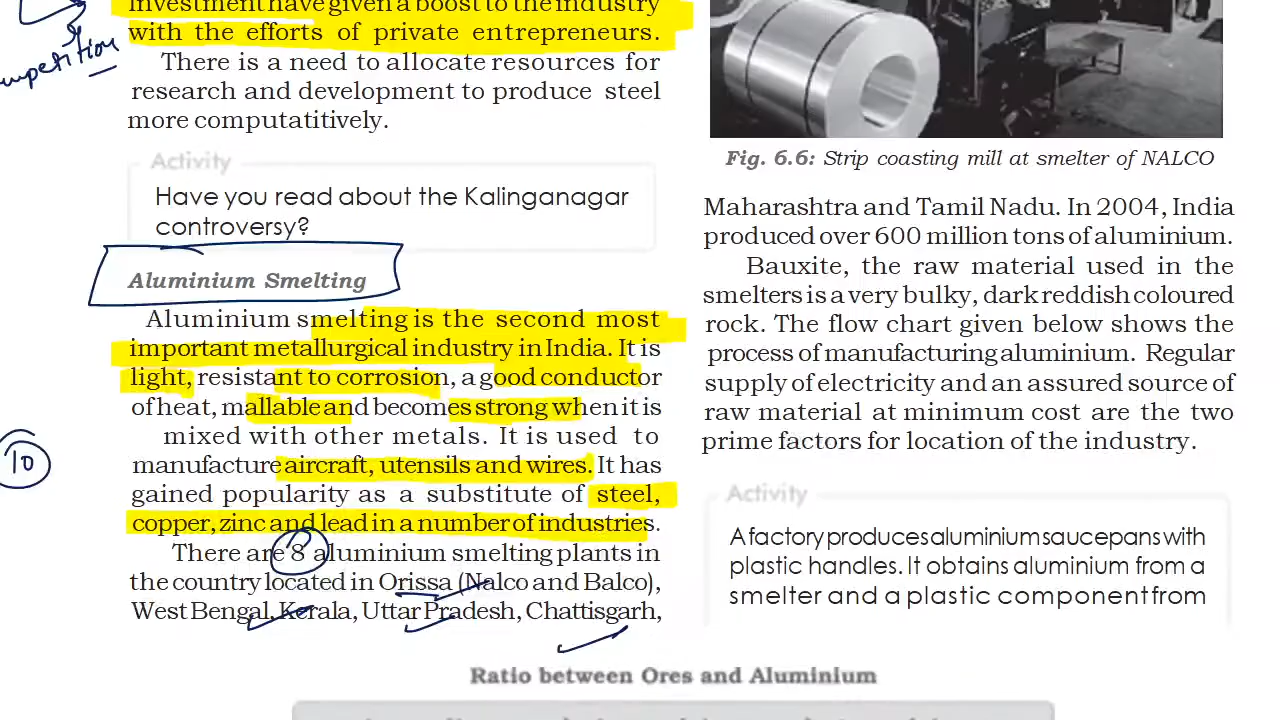 Investment have given a boost to the industry
with the efforts of private entrepreneurs.
There is a need to allocate resources for
research and development to produce steel
more computatitively.
Activity
Have you read about the Kalinganagar
controversy?
Aluminium Smelting
Aluminium smelting is the second most
important metallurgical industry in India. It is
light, resistant to corrosion, a good conductor
of heat, mallable and becomes strong when it is
mixed with other metals. It is used to
manufacture aircraft, utensils and wires. It has
gained popularity as a substitute of steel,
copper, zinc and lead in a number of industries.
There are 8 aluminium smelting plants in
the country located in Orissa (Nalco and Balco),
West Bengal, Kerala, Uttar Pradesh, Chattisgarh,
10
Fig. 6.6: Strip coasting mill at smelter of NALCO
Maharashtra and Tamil Nadu. In 2004, India
produced over 600 million tons of aluminium.
Bauxite, the raw material used in the
smelters is a very bulky, dark reddish coloured
rock. The flow chart given below shows the
process of manufacturing aluminium. Regular
supply of electricity and an assured source of
raw material at minimum cost are the two
prime factors for location of the industry.
Activity
A factory produces aluminium saucepans with
plastic handles. It obtains aluminium from a
smelter and a plastic component from
Ratio between Ores and Aluminium